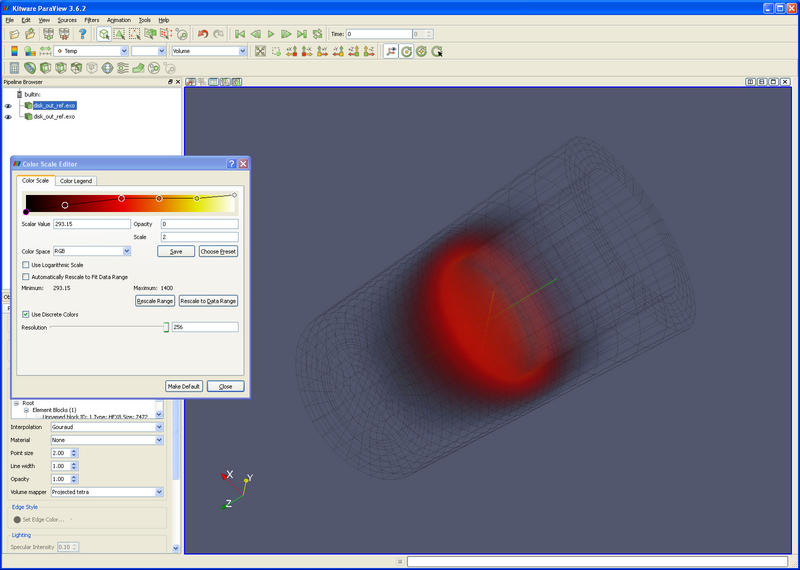 Kitware ParaView 3.6.2
File Edit View Sources Filters Animation Tools Help
Time: 0 0
Temp Volume
Pipeline Browser
builtin:
disk_out_ref.exo
disk_out_ref.exo
Color Scale Editor
Color Scale Color Legend
Scalar Value 293.15 Opacity 0
Scale 2
Color Space RGB Save Choose Preset
Use Logarithmic Scale
Automatically Rescale to Fit Data Range
Minimum: 293.15 Maximum: 1400
Rescale Range Rescale to Data Range
Use Discrete Colors
Resolution 256
Make Default Close
Root
Element Blocks (1)
Unnamed block ID: 1 Type: HEX8 Size: 7472
Interpolation Gouraud
Material None
Point size 2.00
Line width 1.00
Opacity 1.00
Volume mapper Projected tetra
Edge Style
Set Edge Color...
Lighting
Specular Intensity 0.10
X
Y
Z